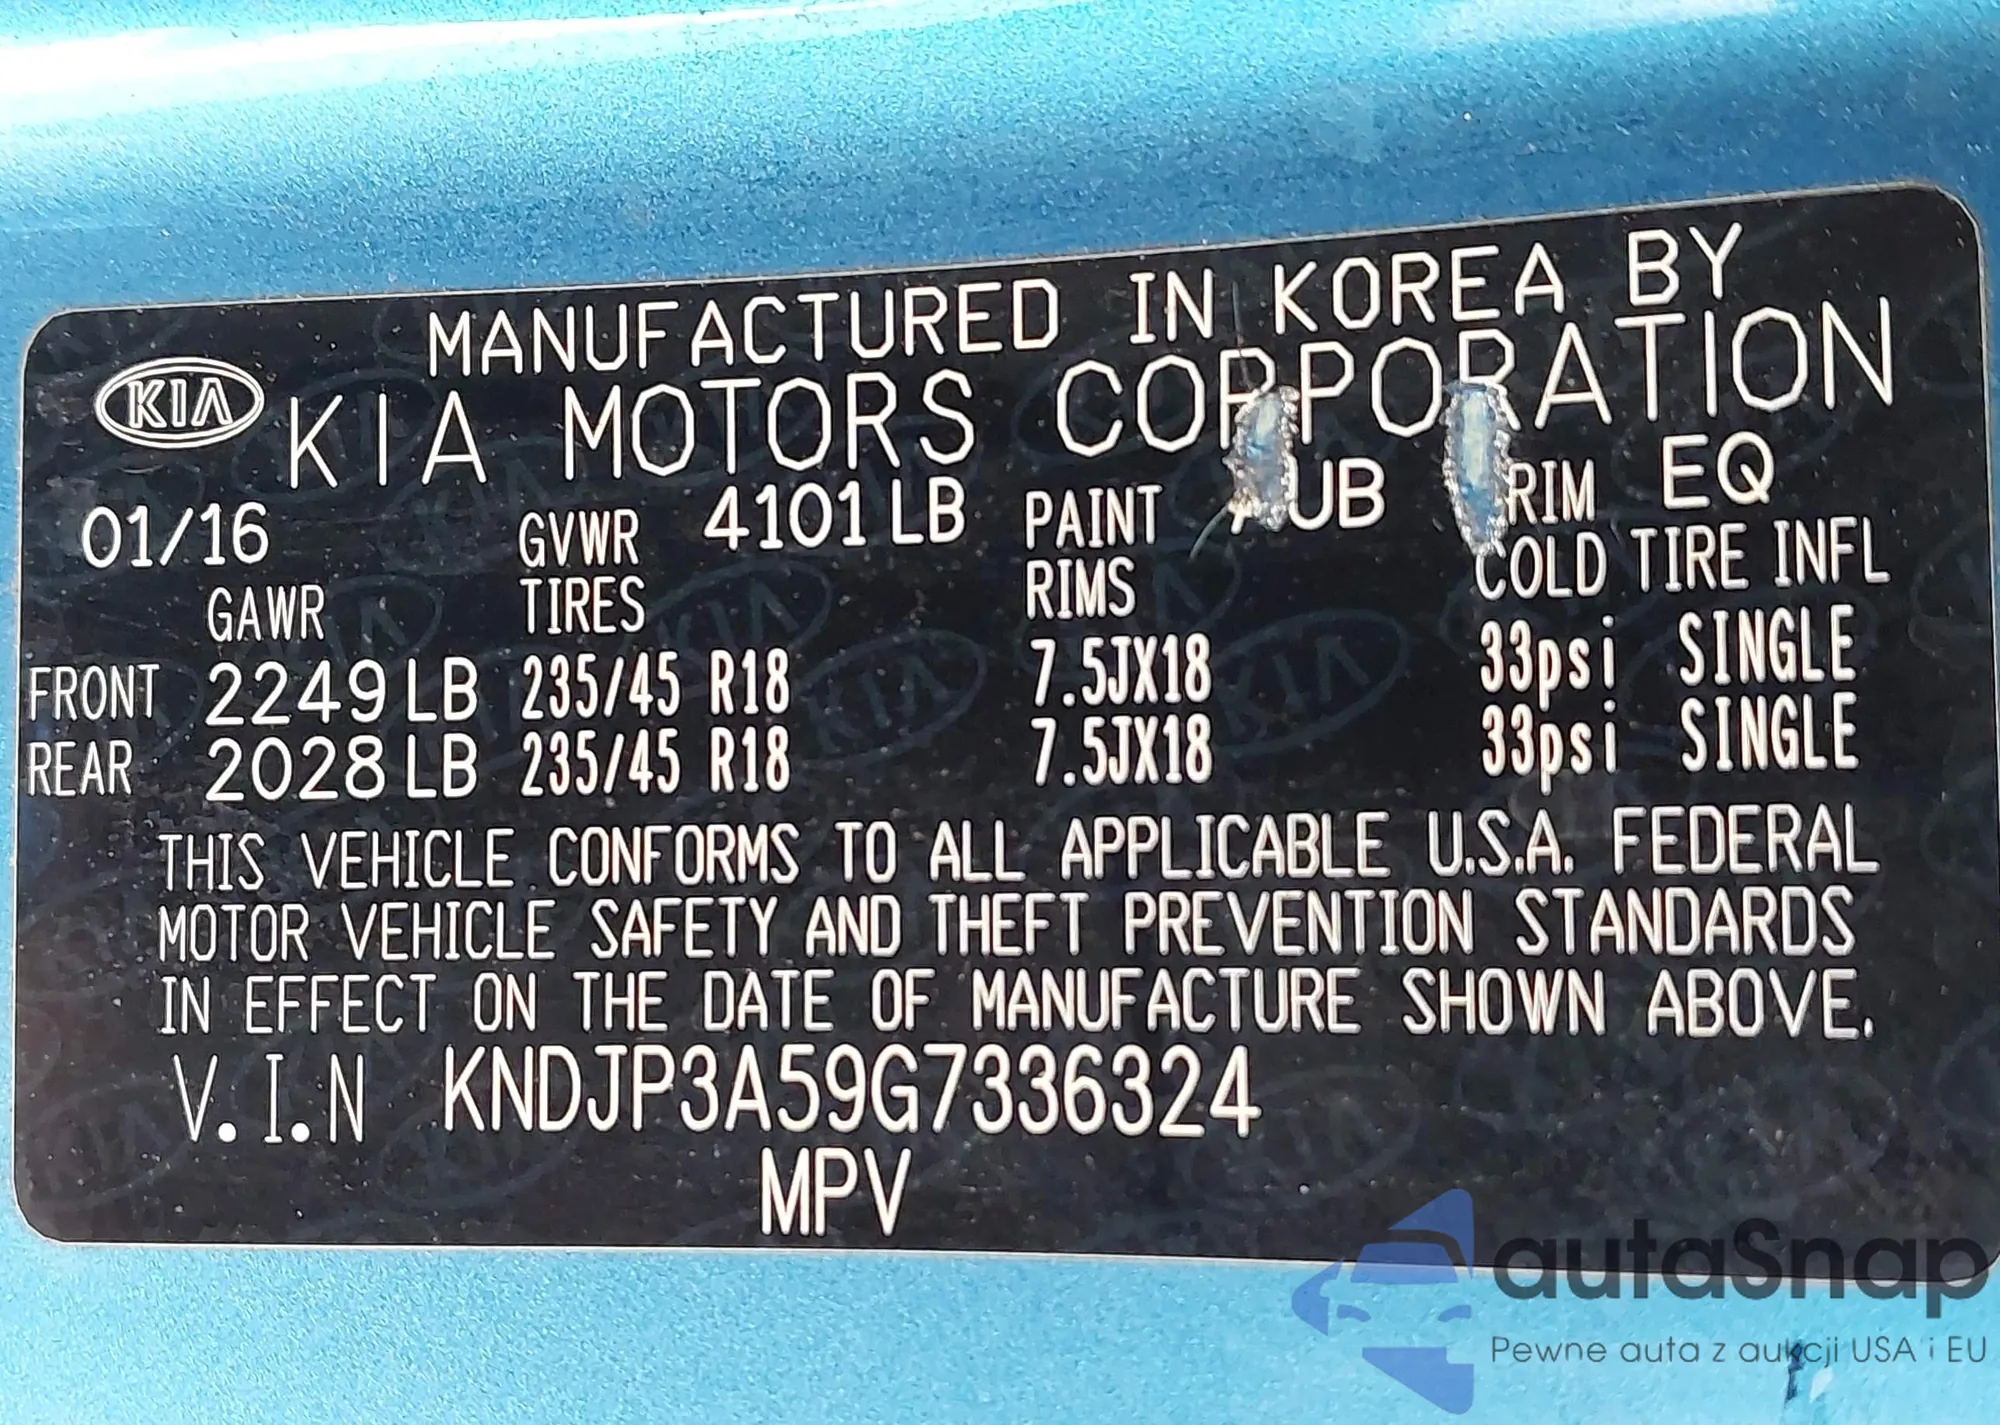 MANUFACTURED IN KOREA BY
KIA KIA MOTORS CORPORATION
01/16 GVWR 4101 LB PAINT TRIM EQ
GAWR TIRES RIMS COLD TIRE INFL
FRONT 2249 LB 235/45 R18 7.5JX18 33psi SINGLE
REAR 2028 LB 235/45 R18 7.5JX18 33psi SINGLE
THIS VEHICLE CONFORMS TO ALL APPLICABLE U.S.A. FEDERAL
MOTOR VEHICLE SAFETY AND THEFT PREVENTION STANDARDS
IN EFFECT ON THE DATE OF MANUFACTURE SHOWN ABOVE.
V.I.N KNDJP3A59G7336324
MPV
autaSnap
Pewne auta z aukcji USA i EU